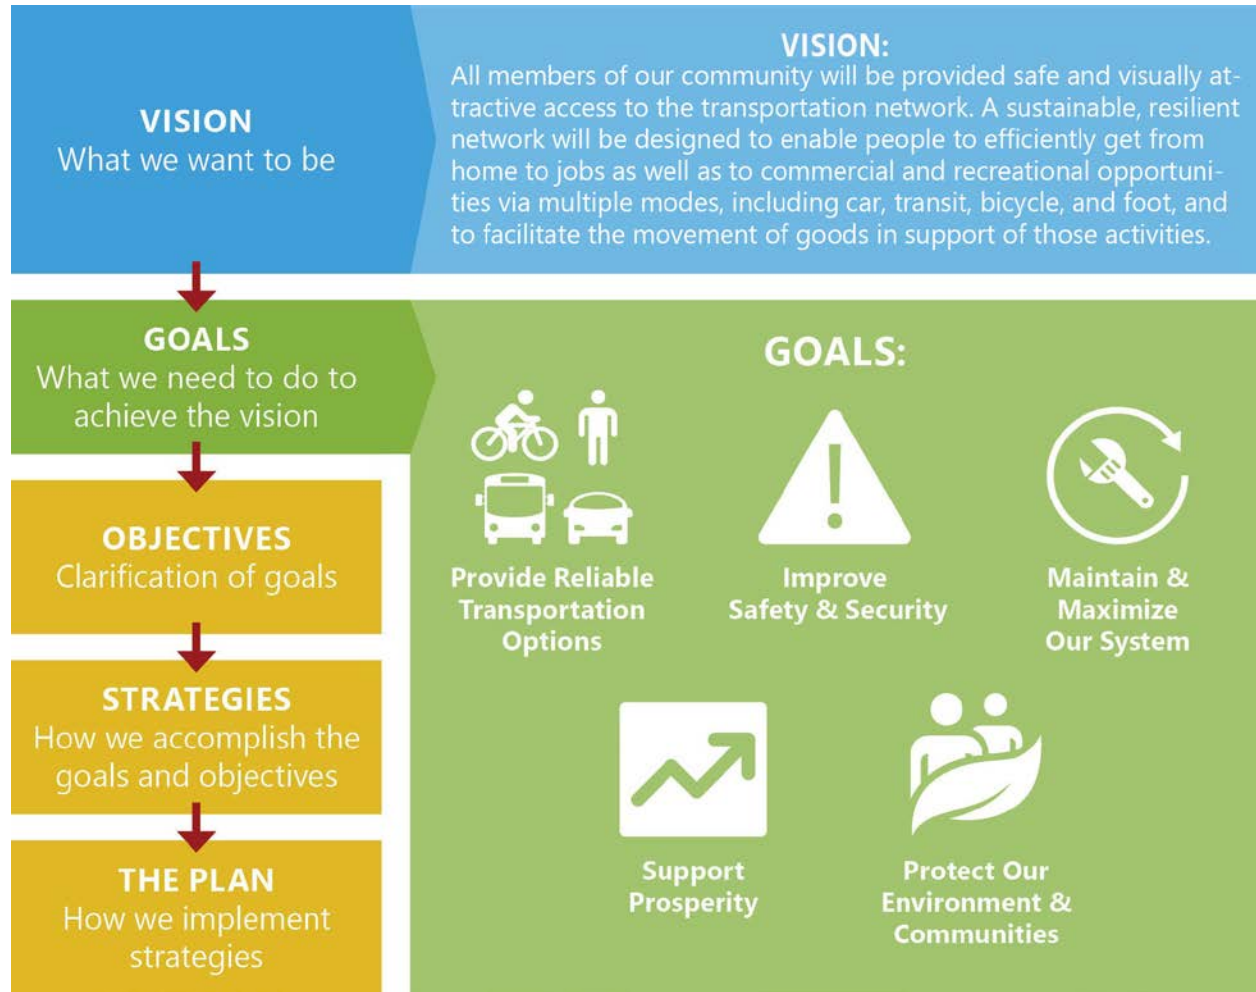 VISION
What we want to be
VISION:
All members of our community will be provided safe and visually at-
tractive access to the transportation network. A sustainable, resilient
network will be designed to enable people to efficiently get from
home to jobs as well as to commercial and recreational opportuni-
ties via multiple modes, including car, transit, bicycle, and foot, and
to facilitate the movement of goods in support of those activities.
GOALS
What we need to do to
achieve the vision
OBJECTIVES
Clarification of goals
STRATEGIES
How we accomplish the
goals and objectives
THE PLAN
How we implement
strategies
GOALS:
Provide Reliable
Transportation
Options
Improve
Safety & Security
Maintain &
Maximize
Our System
Support
Prosperity
Protect Our
Environment &
Communities